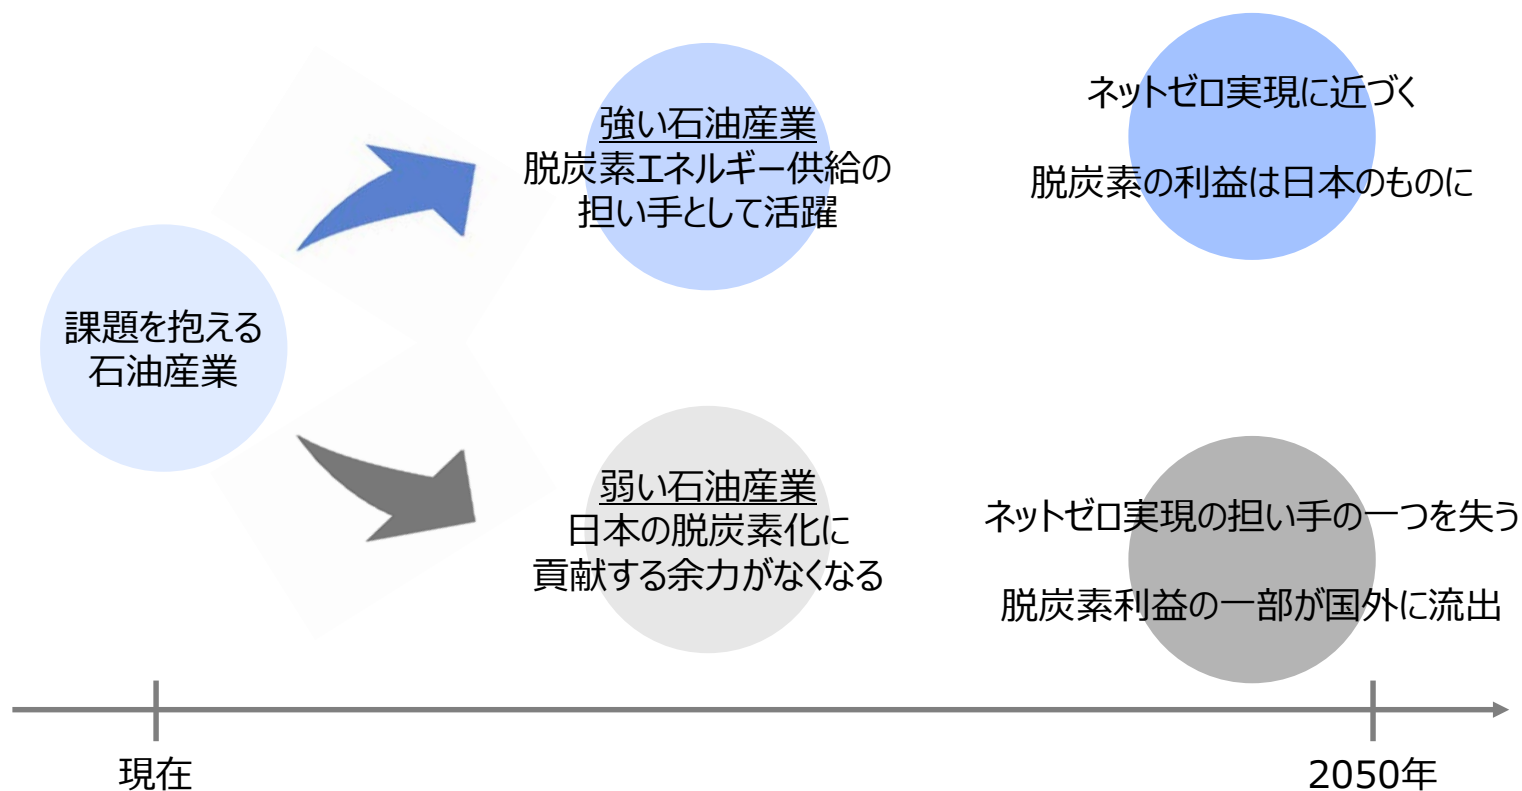 課題を抱える
石油産業
強い石油産業
脱炭素エネルギー供給の
担い手として活躍
ネットゼロ実現に近づく
脱炭素の利益は日本のものに
弱い石油産業
日本の脱炭素化に
貢献する余力がなくなる
ネットゼロ実現の担い手の一つを失う
脱炭素利益の一部が国外に流出
現在
2050年